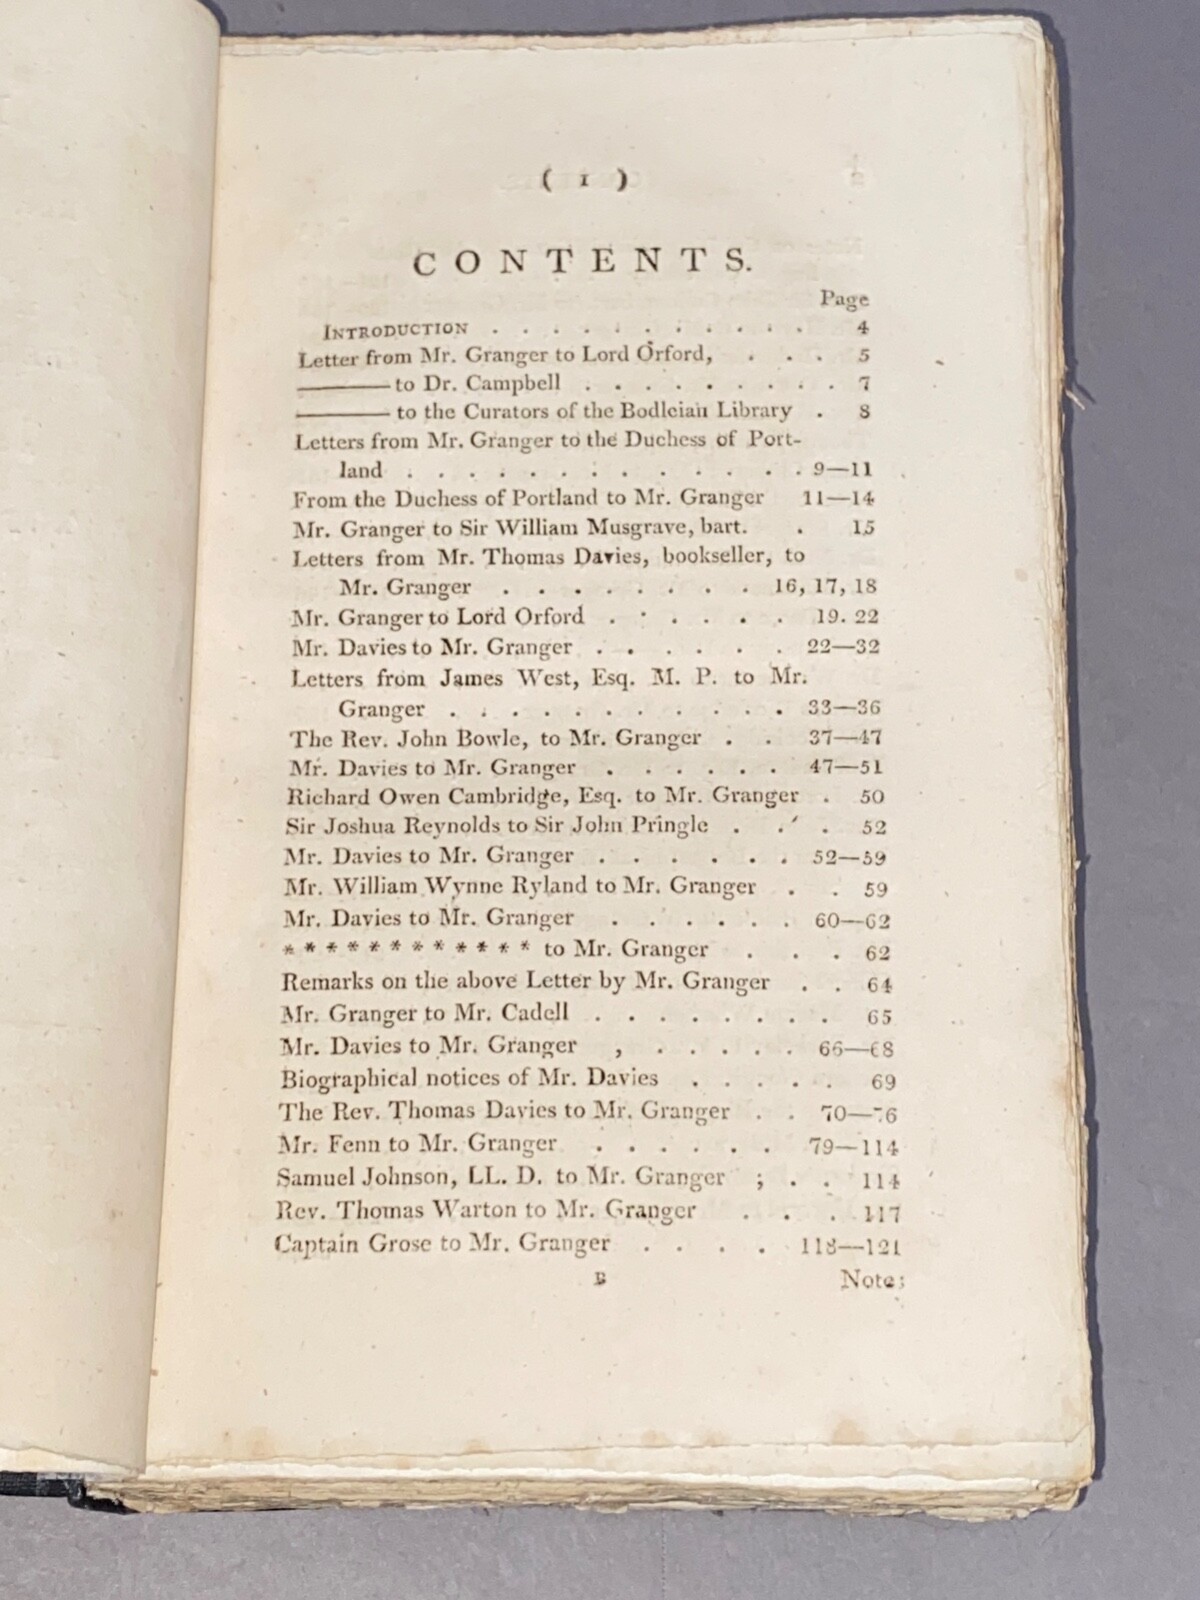 ( 1 )
CONTENTS.
Page
INTRODUCTION . . . . . . . . . . . 4
Letter from Mr. Granger to Lord Orford, . . . 5
——— to Dr. Campbell . . . . . . . . . 7
——— to the Curators of the Bodleian Library . 8
Letters from Mr. Granger to the Duchess of Port-
land . . . . . . . . . . . . . 9—11
From the Duchess of Portland to Mr. Granger 11—14
Mr. Granger to Sir William Musgrave, bart. . 15
Letters from Mr. Thomas Davies, bookseller, to
Mr. Granger . . . . . . . . 16, 17, 18
Mr. Granger to Lord Orford . . . . . . 19. 22
Mr. Davies to Mr. Granger . . . . . . 22—32
Letters from James West, Esq. M. P. to Mr.
Granger . . . . . . . . . . . . 33—36
The Rev. John Bowle, to Mr. Granger . . 37—47
Mr. Davies to Mr. Granger . . . . . . 47—51
Richard Owen Cambridge, Esq. to Mr. Granger . 50
Sir Joshua Reynolds to Sir John Pringle . . . 52
Mr. Davies to Mr. Granger . . . . . . 52—59
Mr. William Wynne Ryland to Mr. Granger . . 59
Mr. Davies to Mr. Granger . . . . . . 60—62
* * * * * * * * * * * * to Mr. Granger . . . 62
Remarks on the above Letter by Mr. Granger . . 64
Mr. Granger to Mr. Cadell . . . . . . . . 65
Mr. Davies to Mr. Granger , . . . . . 66—68
Biographical notices of Mr. Davies . . . . . 69
The Rev. Thomas Davies to Mr. Granger . . 70—76
Mr. Fenn to Mr. Granger . . . . . . 79—114
Samuel Johnson, LL. D. to Mr. Granger ; . . 114
Rev. Thomas Warton to Mr. Granger . . . 117
Captain Grose to Mr. Granger . . . . 118—121
B Note: